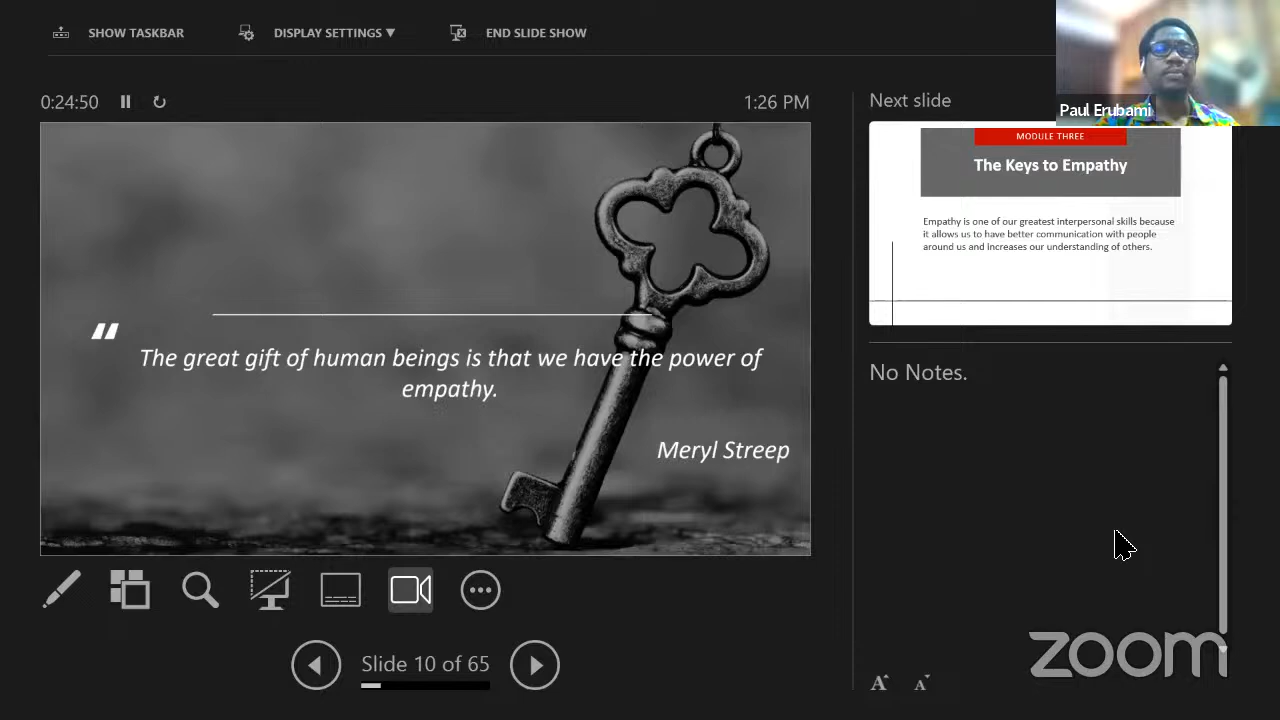 SHOW TASKBAR
DISPLAY SETTINGS ▼
END SLIDE SHOW
Paul Erubami
0:24:50
1:26 PM
Next slide
MODULE THREE
The Keys to Empathy
Empathy is one of our greatest interpersonal skills because
it allows us to have better communication with people
around us and increases our understanding of others.
“
The great gift of human beings is that we have the power of
empathy.
Meryl Streep
No Notes.
Slide 10 of 65
A A
zoom